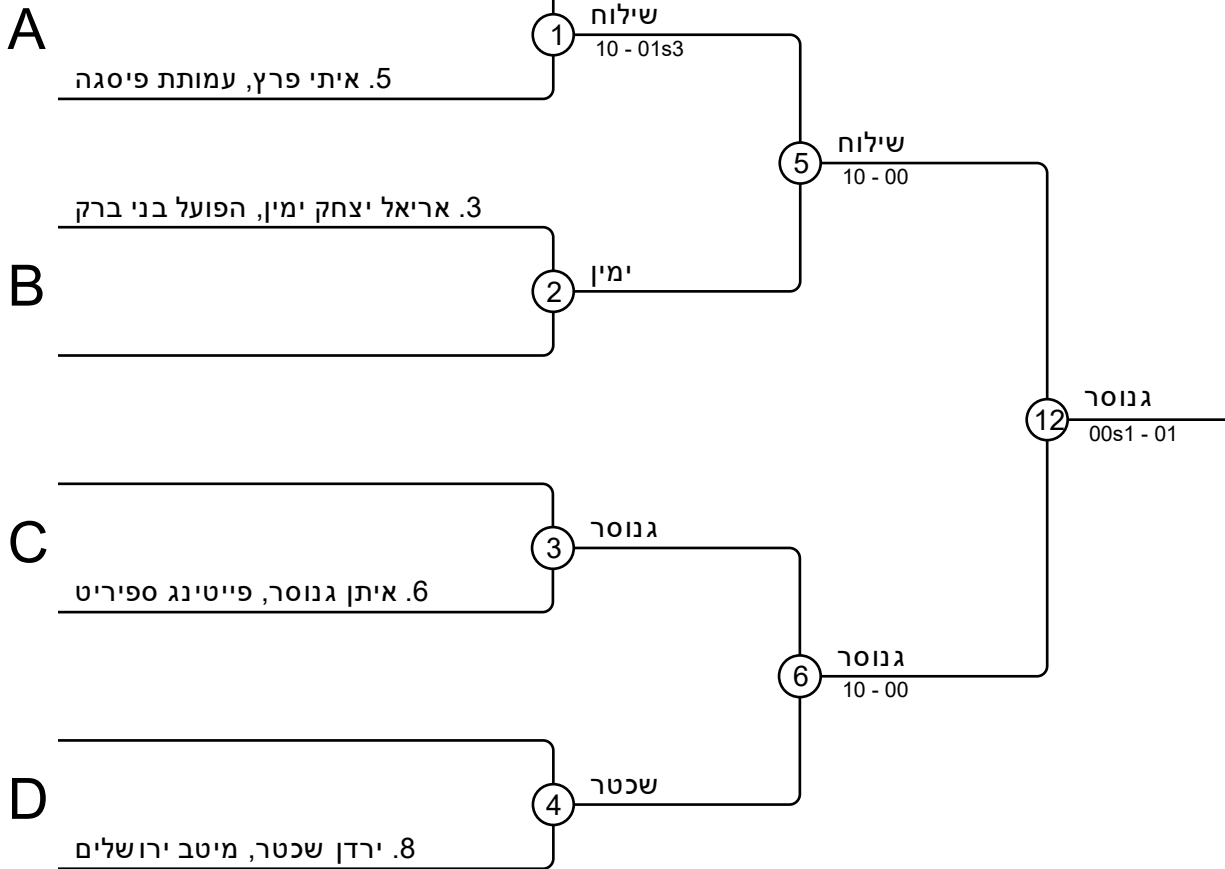 A
1
שילוח
10 - 01s3
5. איתי פרץ, עמותת פיסגה
5
שילוח
10 - 00
3. אריאל יצחק ימין, הפועל בני ברק
B
2
ימין
12
גנוסר
00s1 - 01
C
3
גנוסר
6. איתן גנוסר, פייטינג ספיריט
6
גנוסר
10 - 00
D
4
שכטר
8. ירדן שכטר, מיטב ירושלים